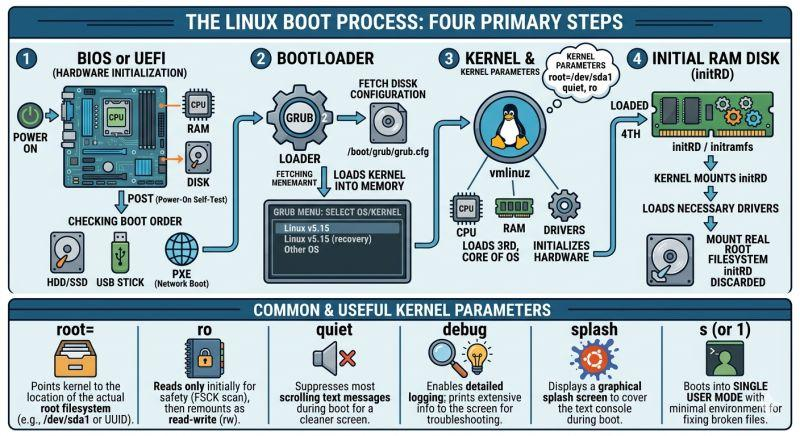 THE LINUX BOOT PROCESS: FOUR PRIMARY STEPS
1
BIOS or UEFI
(HARDWARE INITIALIZATION)
POWER
ON
CPU
CPU
RAM
DISK
POST (Power-On Self-Test)
CHECKING BOOT ORDER
HDD/SSD
USB STICK
PXE
(Network Boot)
2
BOOTLOADER
GRUB
2
LOADER
FETCH DISSK
CONFIGURATION
/boot/grub/grub.cfg
FETCHING
MENEMARNT
LOADS KERNEL
INTO MEMORY
GRUB MENU: SELECT OS/KERNEL
Linux v5.15
Linux v5.15 (recovery)
Other OS
3
KERNEL &
& KERNEL PARAMETERS
KERNEL
PARAMETERS
root=/dev/sda1
quiet, ro
vmlinuz
CPU
CPU
RAM
DRIVERS
LOADS 3RD,
CORE OF OS
INITIALIZES
HARDWARE
4
INITIAL RAM DISK
(initRD)
LOADED
4TH
initRD / initramfs
KERNEL MOUNTS initRD
LOADS NECESSARY DRIVERS
MOUNT REAL
ROOT
FILESYSTEM
initRD
DISCARDED
COMMON & USEFUL KERNEL PARAMETERS
root=
Points kernel to the
location of the actual
root filesystem
(e.g., /dev/sda1 or UUID).
ro
Reads only initially for
safety (FSCK scan),
then remounts as
read-write (rw).
quiet
Suppresses most
scrolling text messages
during boot for a
cleaner screen.
debug
Enables detailed
logging; prints extensive
info to the screen for
troubleshooting.
splash
Displays a graphical
splash screen to cover
the text console
during boot.
s (or 1)
Boots into SINGLE
USER MODE with
minimal environment for
fixing broken files.